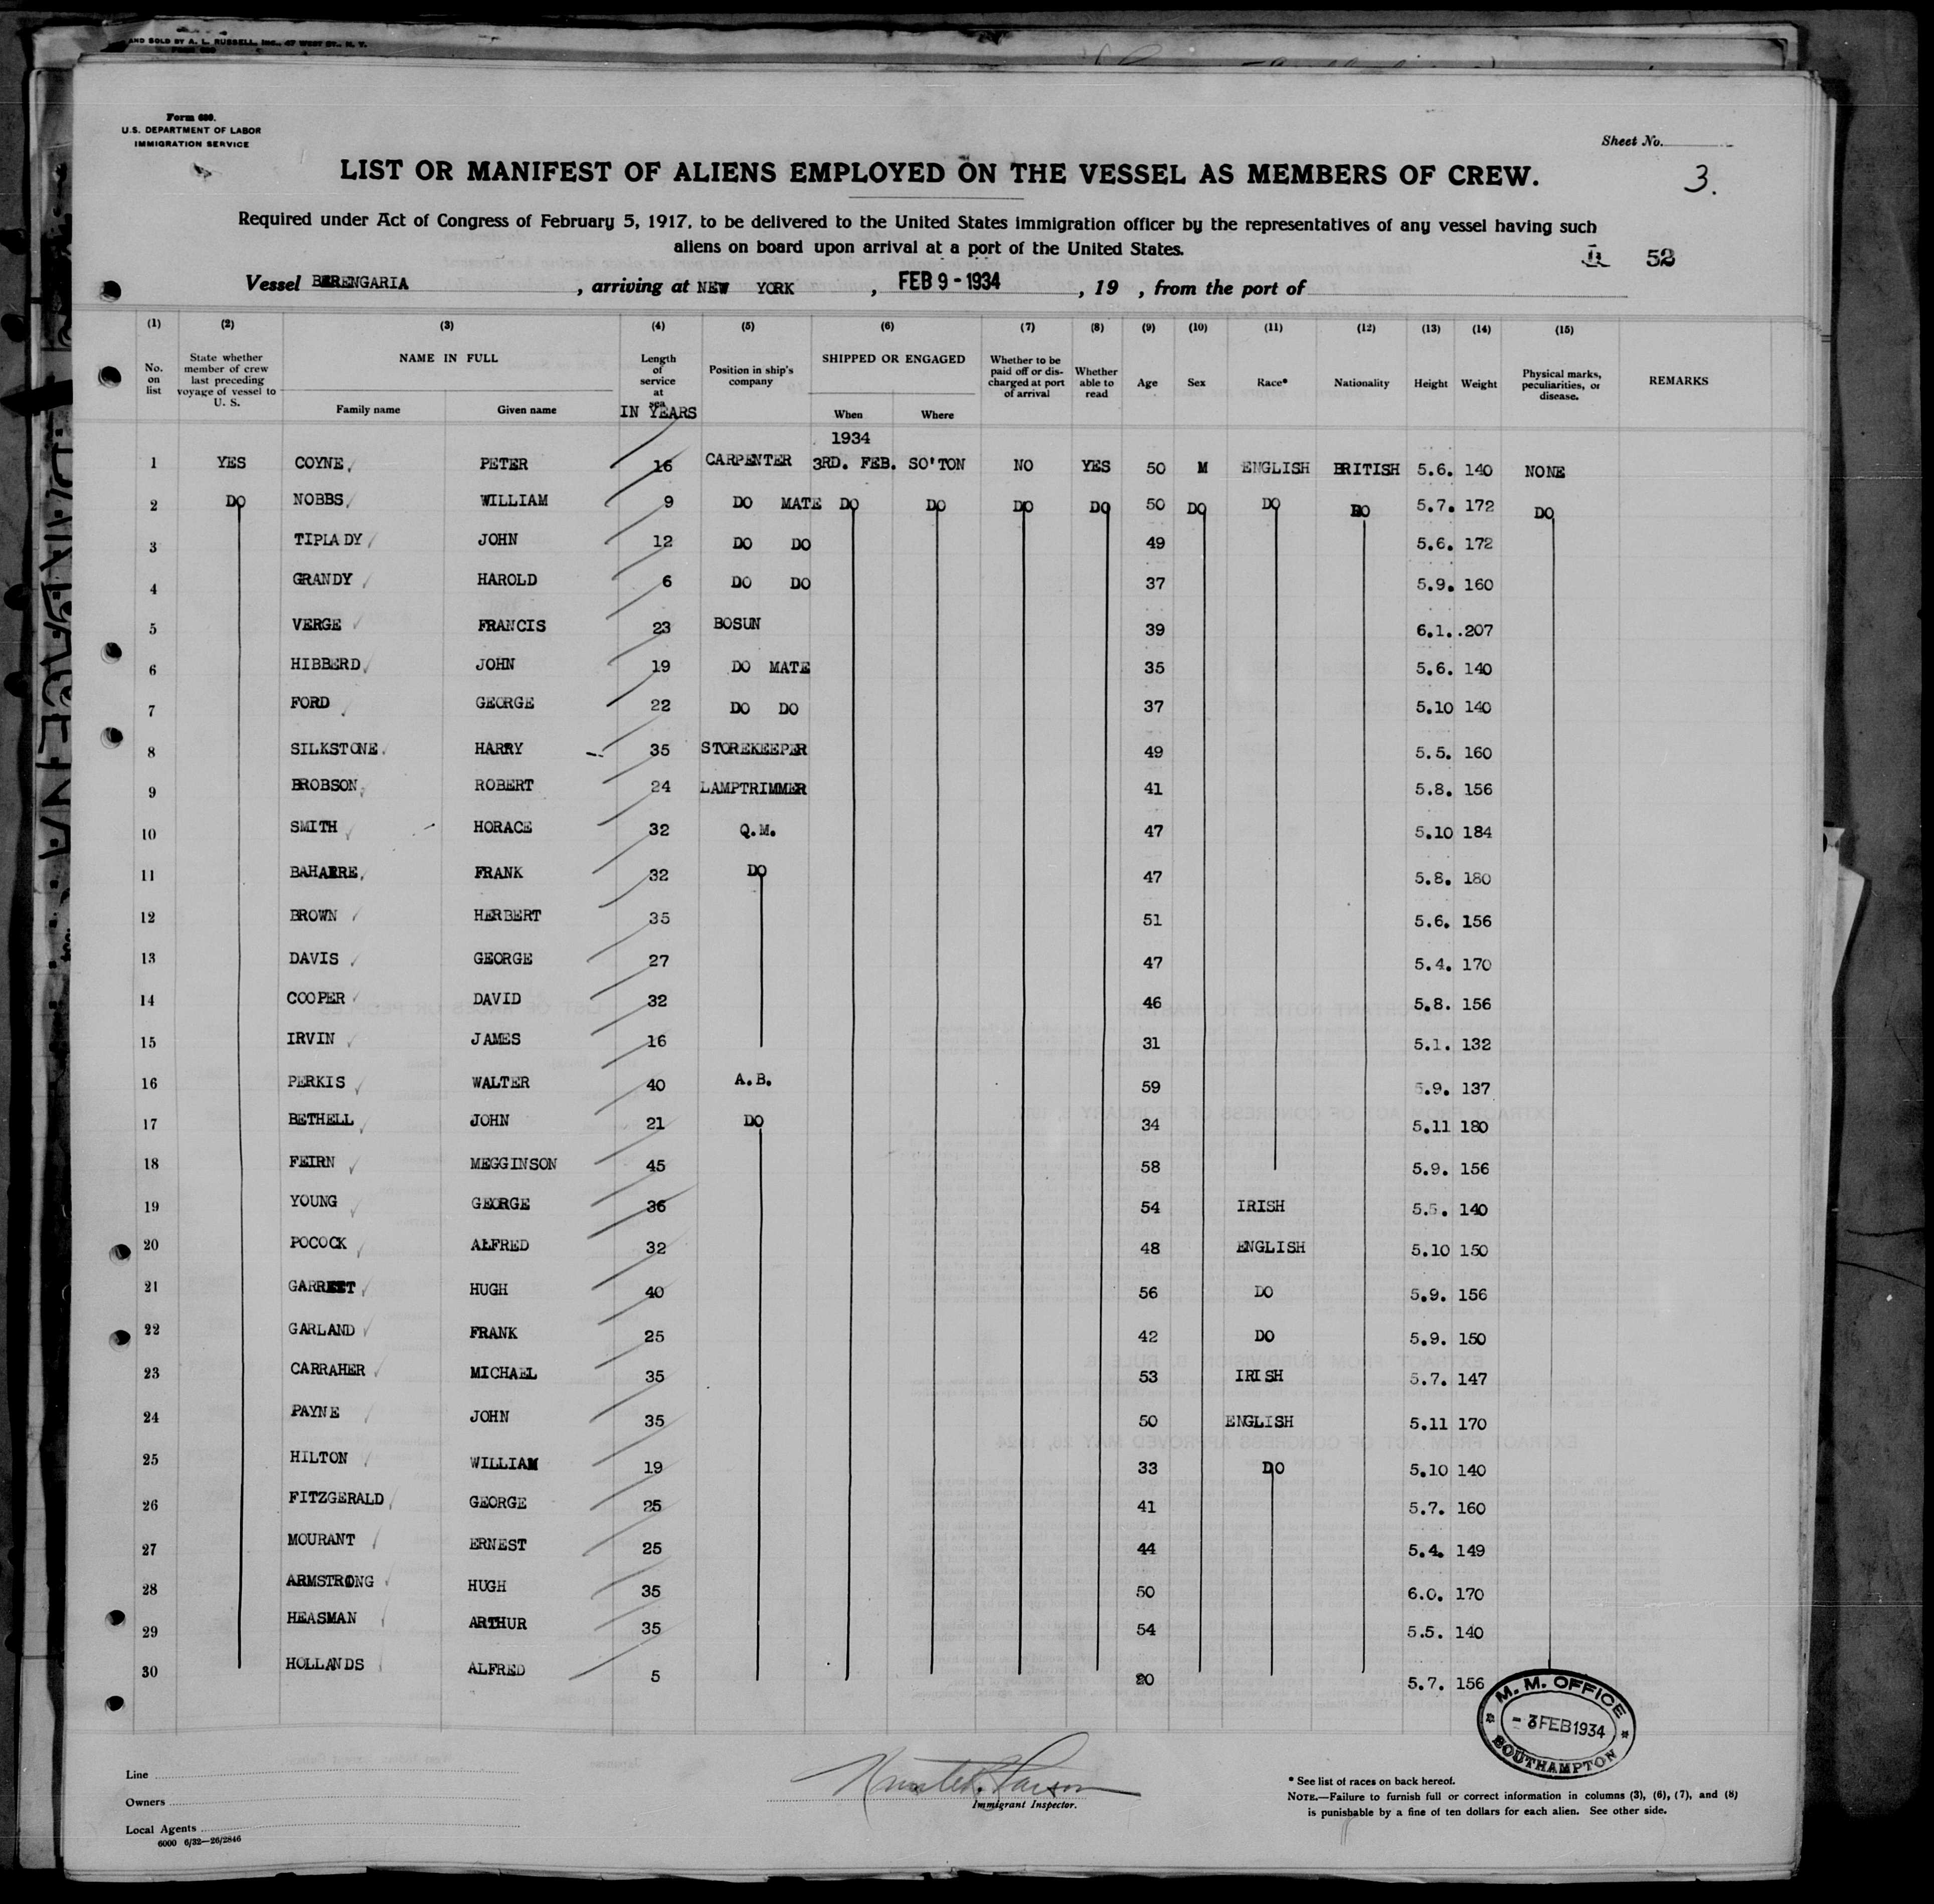 AND SOLD BY A. L. RUSSELL, Inc., 47 WEST ST., N. Y.
Form 680.
U.S. DEPARTMENT OF LABOR
IMMIGRATION SERVICE
Sheet No.
3.
LIST OR MANIFEST OF ALIENS EMPLOYED ON THE VESSEL AS MEMBERS OF CREW.
Required under Act of Congress of February 5, 1917, to be delivered to the United States immigration officer by the representatives of any vessel having such
aliens on board upon arrival at a port of the United States.
52
Vessel BERENGARIA , arriving at NEW YORK , FEB 9 - 1934 , 19 , from the port of
(1) (2) (3) (4) (5) (6) (7) (8) (9) (10) (11) (12) (13) (14) (15)
No. on list State whether member of crew last preceding voyage of vessel to U. S. NAME IN FULL Family name Given name Length of service at sea IN YEARS Position in ship's company SHIPPED OR ENGAGED When Where Whether to be paid off or discharged at port of arrival Whether able to read Age Sex Race* Nationality Height Weight Physical marks, peculiarities, or disease. REMARKS
1934
1 YES COYNE PETER 16 CARPENTER 3RD. FEB. SO'TON NO YES 50 M ENGLISH BRITISH 5.6. 140 NONE
2 DO NOBBS WILLIAM 9 DO MATE DO DO DO DO 50 DO DO DO 5.7. 172 DO
3 TIPLADY JOHN 12 DO DO 49 5.6. 172
4 GRANDY HAROLD 6 DO DO 37 5.9. 160
5 VERGE FRANCIS 23 BOSUN 39 6.1. .207
6 HIBBERD JOHN 19 DO MATE 35 5.6. 140
7 FORD GEORGE 22 DO DO 37 5.10 140
8 SILKSTONE HARRY 35 STOREKEEPER 49 5.5. 160
9 BROBSON ROBERT 24 LAMPTRIMMER 41 5.8. 156
10 SMITH HORACE 32 Q.M. 47 5.10 184
11 BAHARRE FRANK 32 DO 47 5.8. 180
12 BROWN HERBERT 35 51 5.6. 156
13 DAVIS GEORGE 27 47 5.4. 170
14 COOPER DAVID 32 46 5.8. 156
15 IRVIN JAMES 16 31 5.1. 132
16 PERKIS WALTER 40 A.B. 59 5.9. 137
17 BETHELL JOHN 21 DO 34 5.11 180
18 FEIRN MEGGINSON 45 58 5.9. 156
19 YOUNG GEORGE 36 54 IRISH 5.5. 140
20 POCOCK ALFRED 32 48 ENGLISH 5.10 150
21 GARRETT HUGH 40 56 DO 5.9. 156
22 GARLAND FRANK 25 42 DO 5.9. 150
23 CARRAHER MICHAEL 35 53 IRISH 5.7. 147
24 PAYNE JOHN 35 50 ENGLISH 5.11 170
25 HILTON WILLIAM 19 33 DO 5.10 140
26 FITZGERALD GEORGE 25 41 5.7. 160
27 MOURANT ERNEST 25 44 5.4. 149
28 ARMSTRONG HUGH 35 50 6.0. 170
29 HEASMAN ARTHUR 35 54 5.5. 140
30 HOLLANDS ALFRED 5 20 5.7. 156
M. M. OFFICE
- 3 FEB 1934
SOUTHAMPTON
Line
Owners
Local Agents
6000 6/32—26/2846
Immigrant Inspector.
* See list of races on back hereof.
NOTE.—Failure to furnish full or correct information in columns (3), (6), (7), and (8)
is punishable by a fine of ten dollars for each alien. See other side.